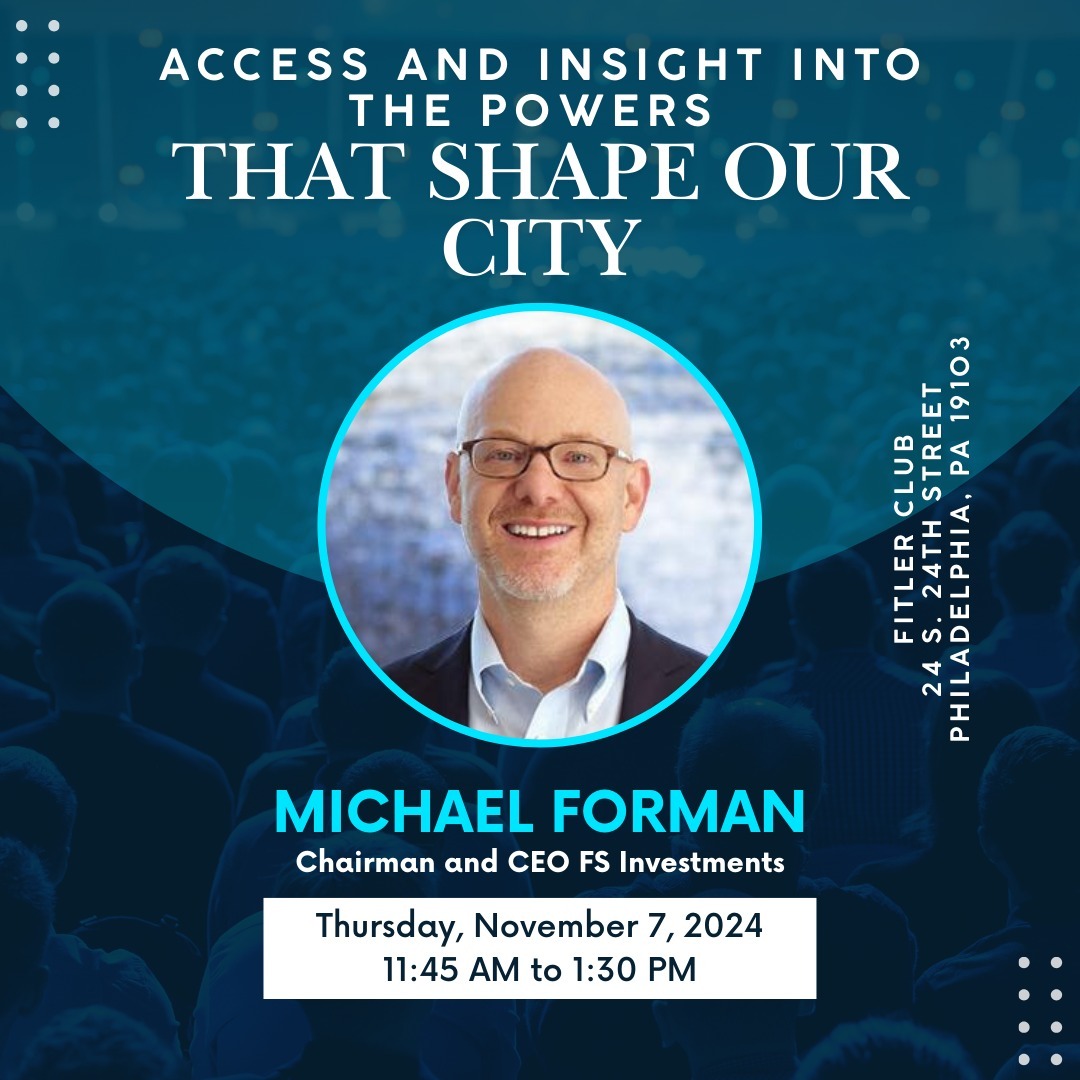 ACCESS AND INSIGHT INTO
THE POWERS
THAT SHAPE OUR
CITY
FITLER CLUB
24 S. 24TH STREET
PHILADELPHIA, PA 19103
MICHAEL FORMAN
Chairman and CEO FS Investments
Thursday, November 7, 2024
11:45 AM to 1:30 PM